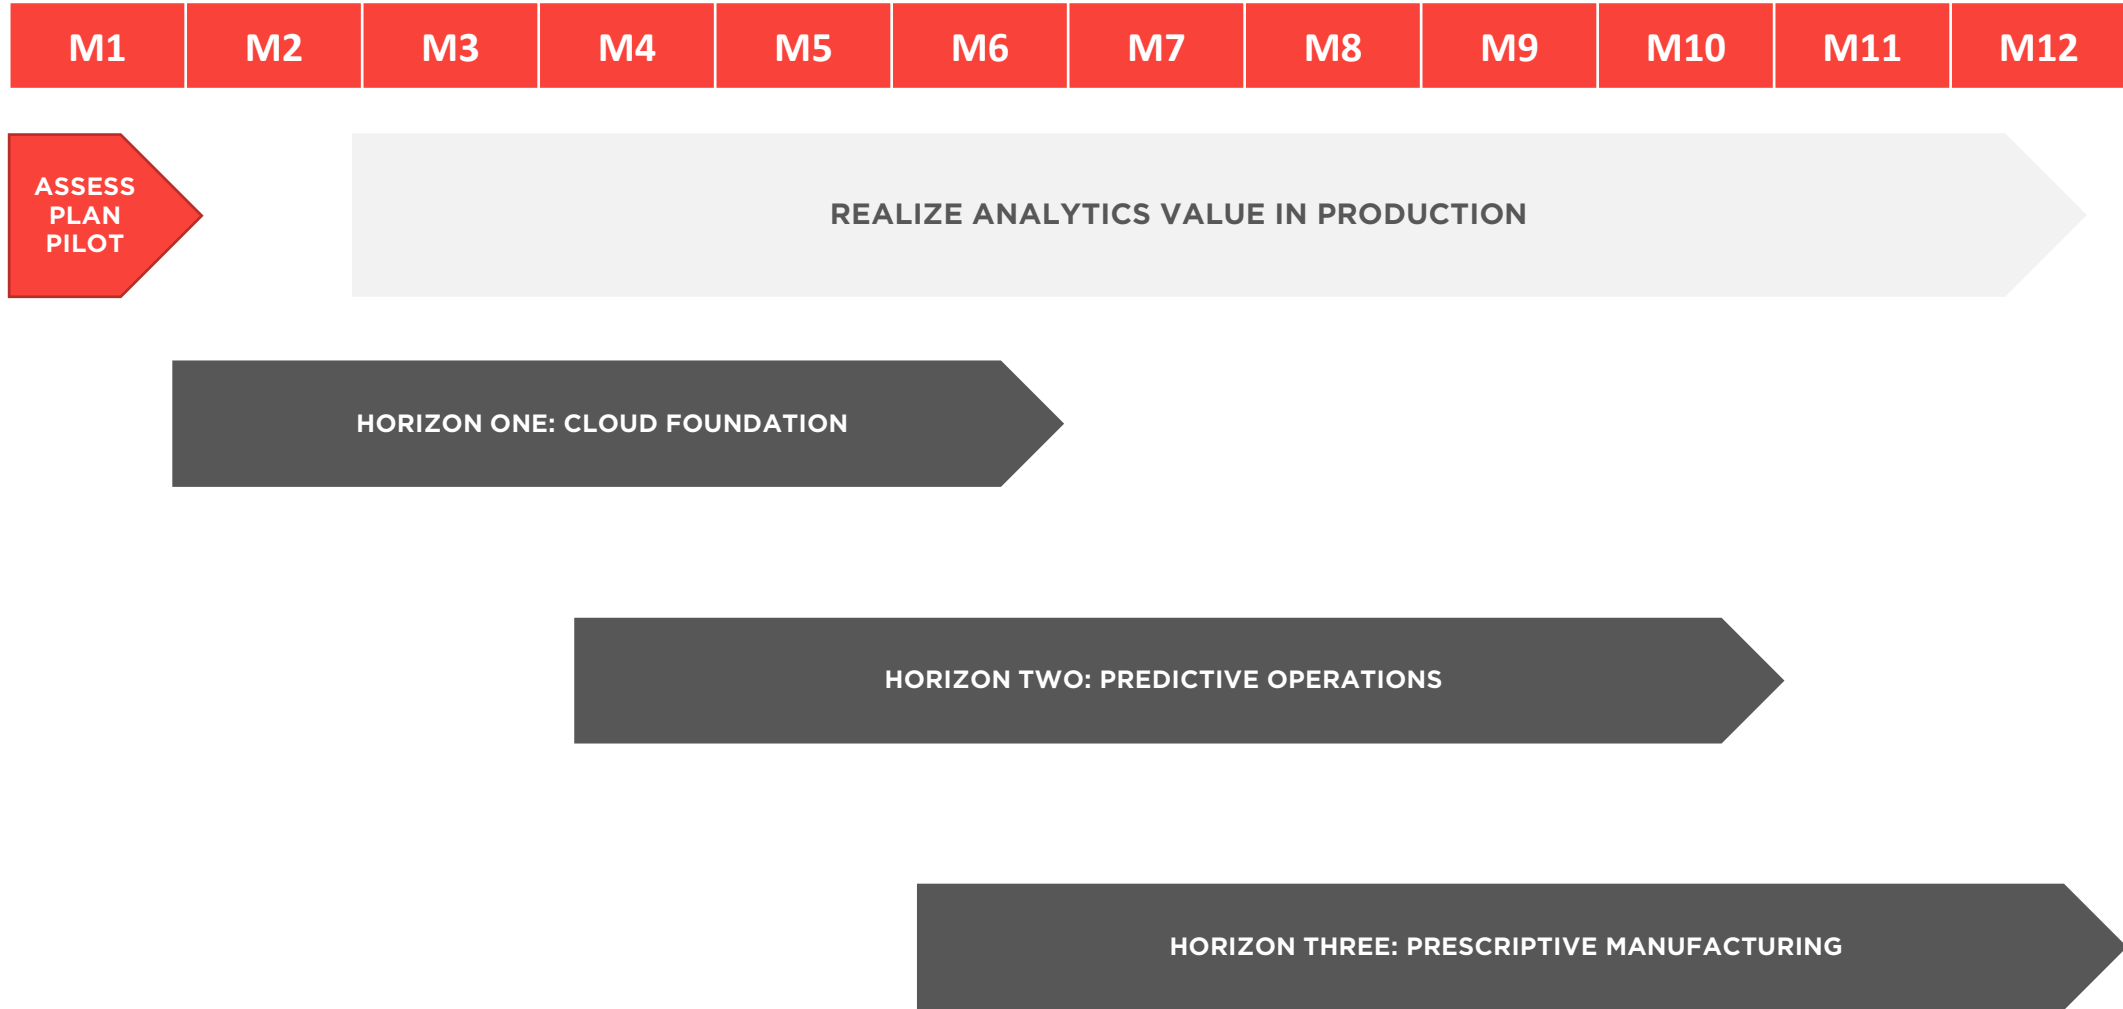 M1 M2 M3 M4 M5 M6 M7 M8 M9 M10 M11 M12
ASSESS
PLAN
PILOT
REALIZE ANALYTICS VALUE IN PRODUCTION
HORIZON ONE: CLOUD FOUNDATION
HORIZON TWO: PREDICTIVE OPERATIONS
HORIZON THREE: PRESCRIPTIVE MANUFACTURING